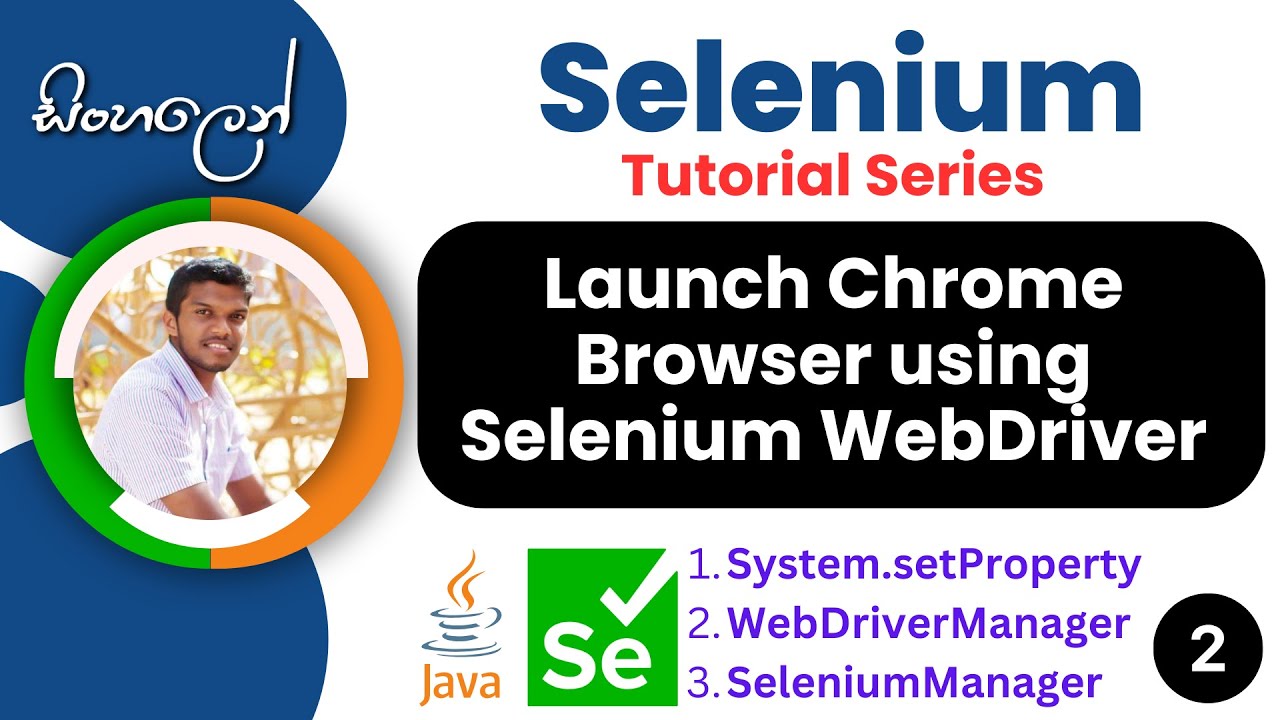 සිංහලෙන්
Selenium
Tutorial Series
Launch Chrome
Browser using
Selenium WebDriver
Java
Se
1. System.setProperty
2. WebDriverManager
3. SeleniumManager
2